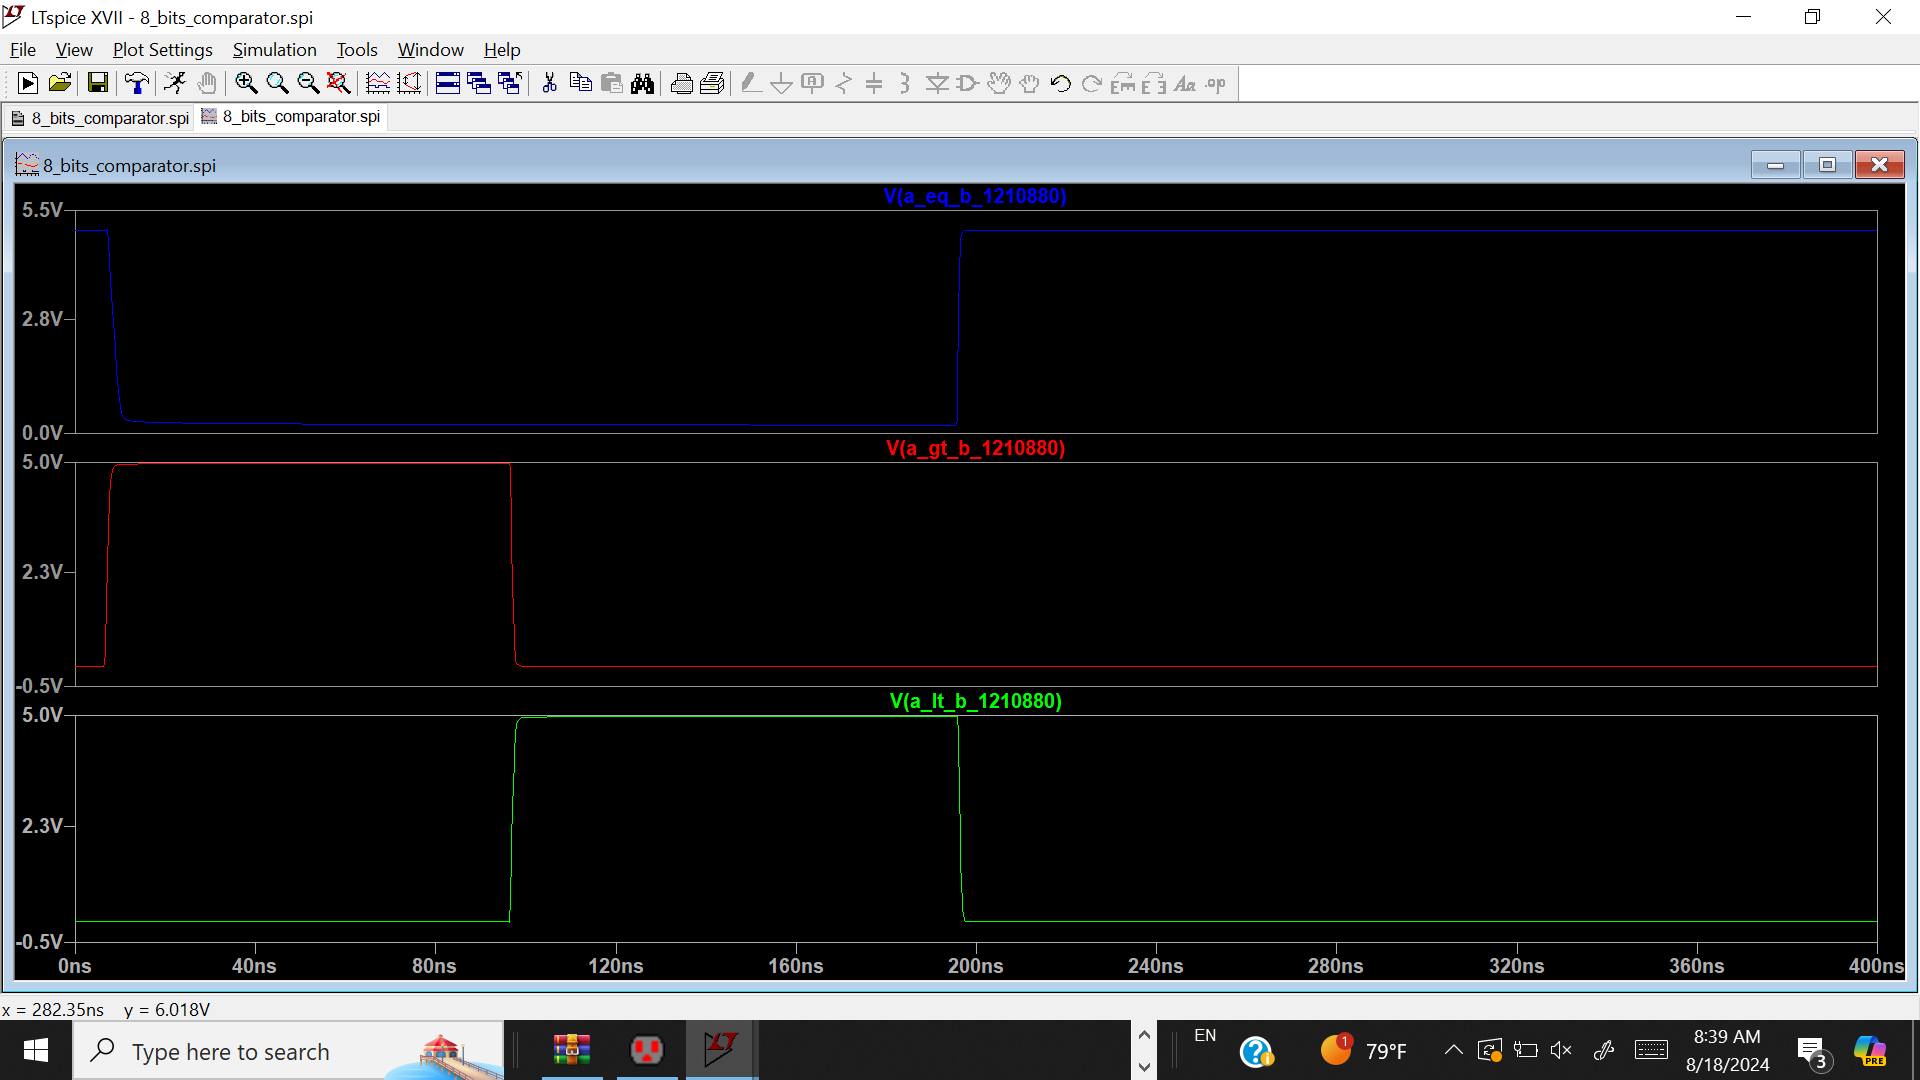 LTspice XVII - 8_bits_comparator.spi
File View Plot Settings Simulation Tools Window Help
8_bits_comparator.spi 8_bits_comparator.spi
8_bits_comparator.spi
V(a_eq_b_1210880)
5.5V
2.8V
0.0V
V(a_gt_b_1210880)
5.0V
2.3V
-0.5V
V(a_lt_b_1210880)
5.0V
2.3V
-0.5V
0ns 40ns 80ns 120ns 160ns 200ns 240ns 280ns 320ns 360ns 400ns
x = 282.35ns y = 6.018V
Type here to search
EN
1
79°F
8:39 AM
8/18/2024
3
PRE